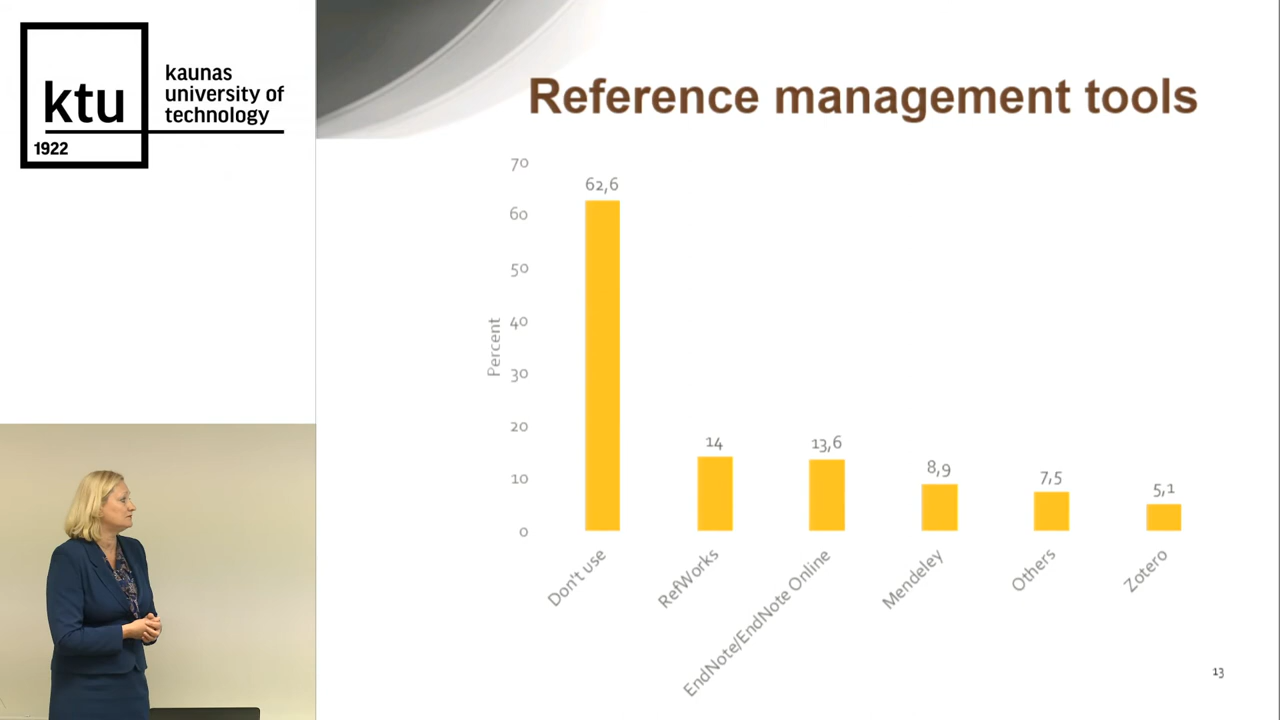 ktu
1922
kaunas
university of
technology
Reference management tools
Percent
70
60
50
40
30
20
10
0
62,6
14
13,6
8,9
7,5
5,1
Don't use
RefWorks
EndNote/EndNote Online
Mendeley
Others
Zotero
13